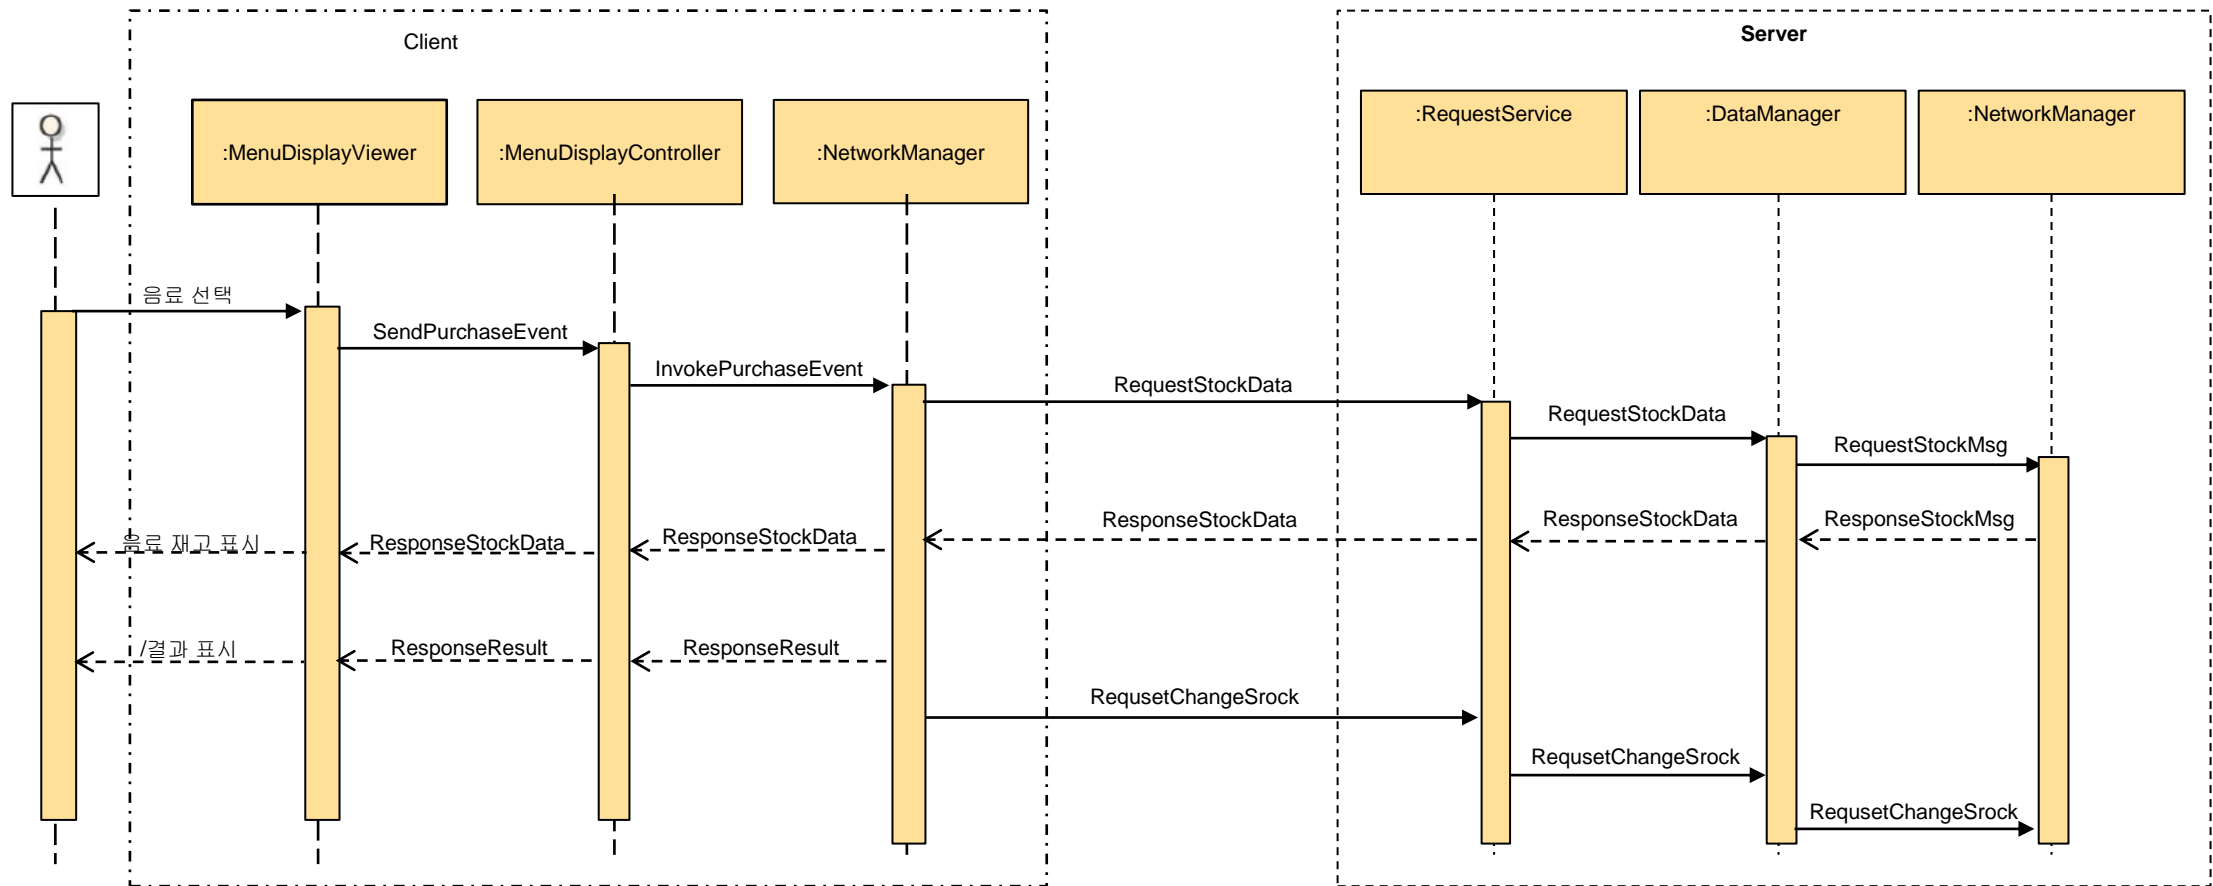 Client
Server
:MenuDisplayViewer
:MenuDisplayController
:NetworkManager
:RequestService
:DataManager
:NetworkManager
음료 선택
SendPurchaseEvent
InvokePurchaseEvent
RequestStockData
RequestStockData
RequestStockMsg
음료 재고 표시
ResponseStockData
ResponseStockData
ResponseStockData
ResponseStockData
ResponseStockMsg
/결과 표시
ResponseResult
ResponseResult
RequsetChangeSrock
RequsetChangeSrock
RequsetChangeSrock